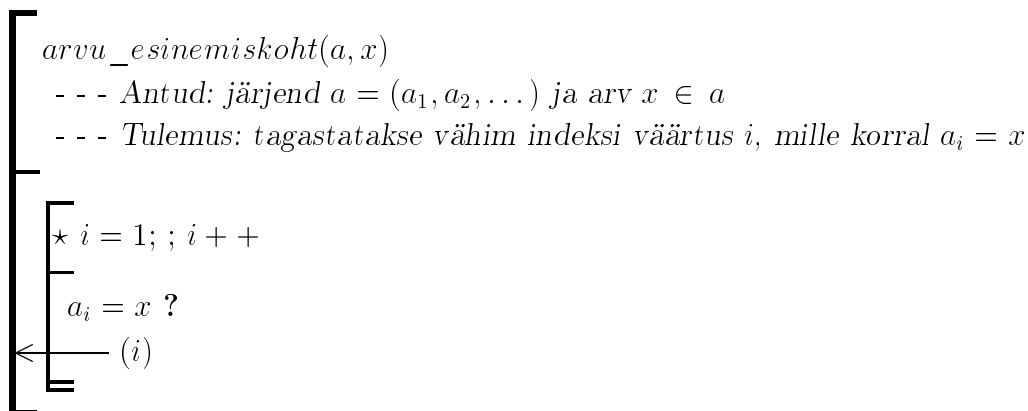 arvu_esinemiskoht(a, x)
- - - Antud: järjend a = (a₁, a₂, . . . ) ja arv x ∈ a
- - - Tulemus: tagastatakse vähim indeksi väärtus i, mille korral aᵢ = x
⋆ i = 1; ; i + +
aᵢ = x ?
(i)